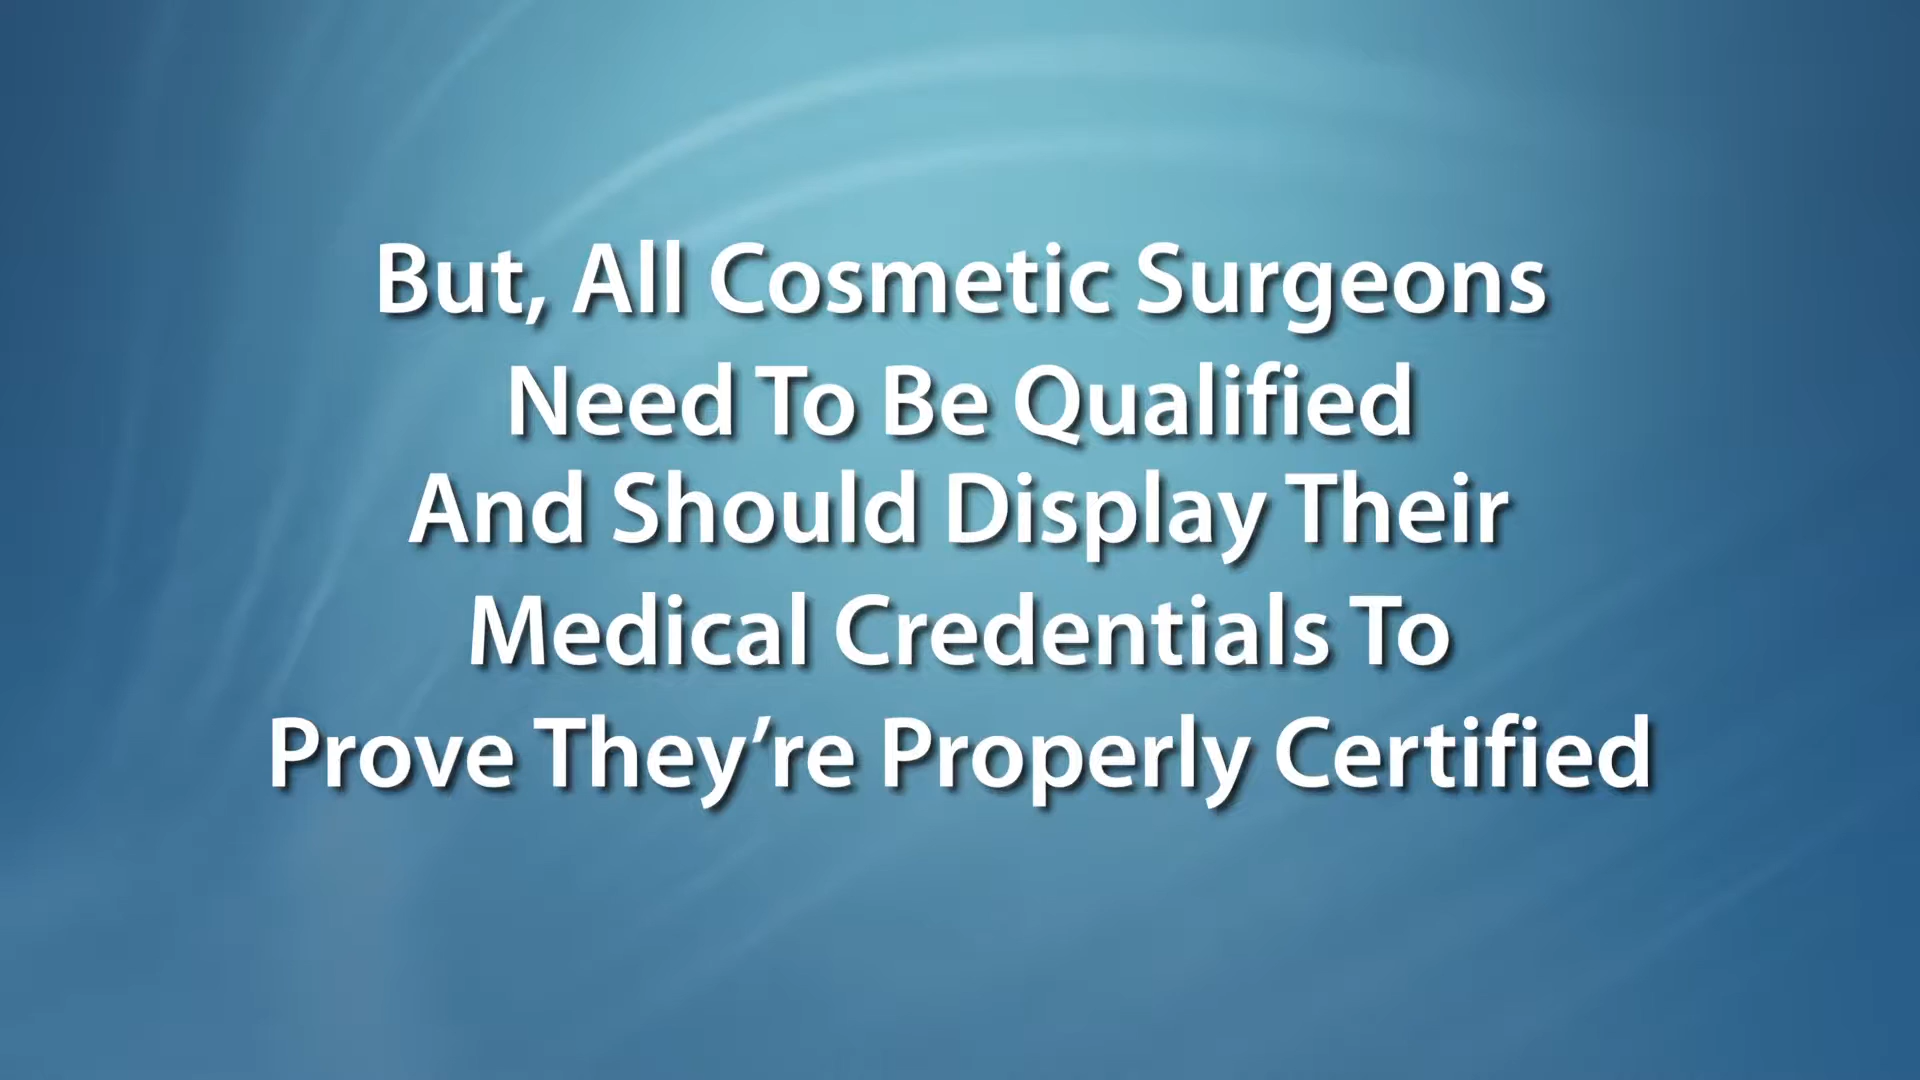 But, All Cosmetic Surgeons
Need To Be Qualified
And Should Display Their
Medical Credentials To
Prove They’re Properly Certified